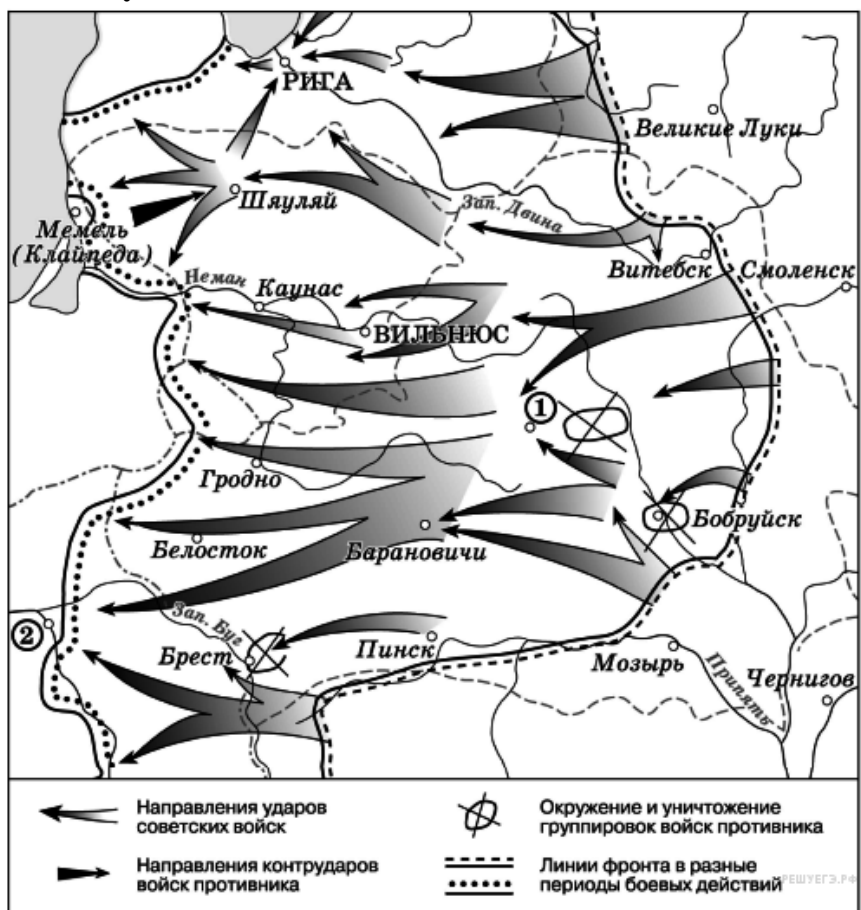 РИГА
Великие Луки
Шяуляй
Зап. Двина
Мемель
(Клайпеда)
Витебск
Смоленск
Неман
Каунас
ВИЛЬНЮС
1
Гродно
Бобруйск
Белосток
Барановичи
2
Зап. Буг
Брест
Пинск
Мозырь
Припять
Чернигов
Направления ударов
советских войск
Окружение и уничтожение
группировок войск противника
Направления контрударов
войск противника
Линии фронта в разные
периоды боевых действий
РЕШУЕГЭ.РФ